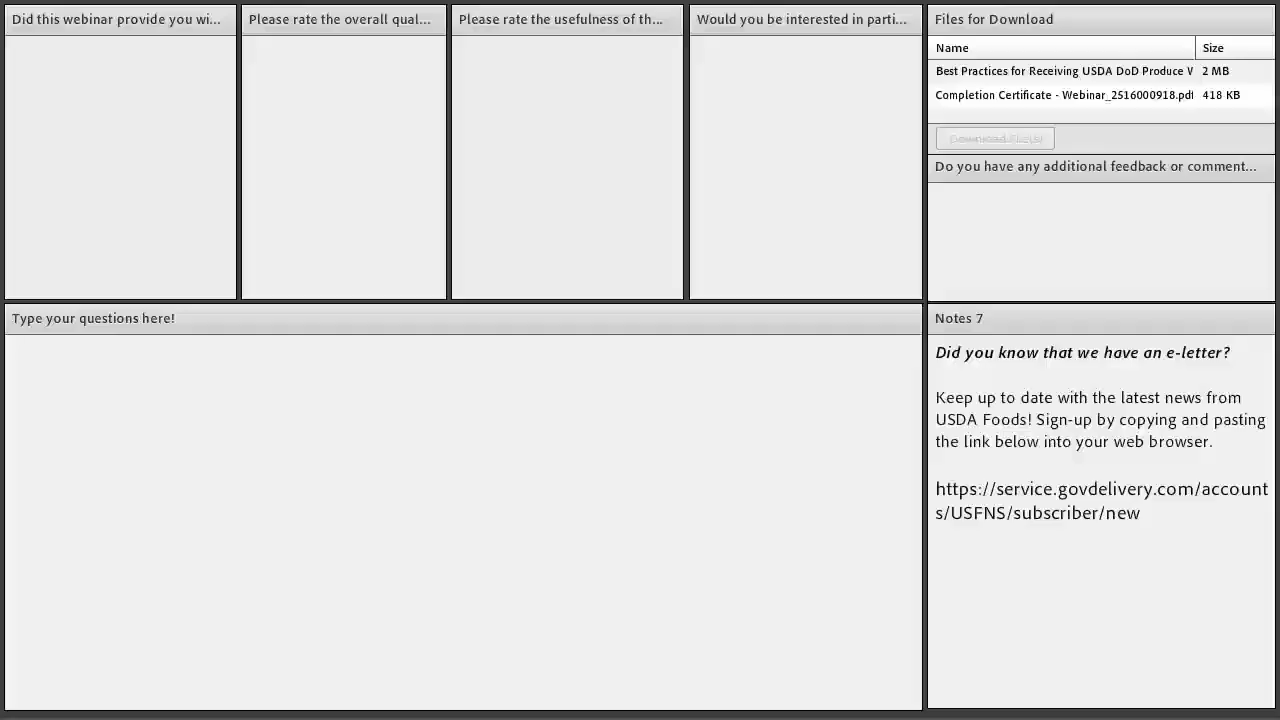 Did this webinar provide you wi...
Please rate the overall qual...
Please rate the usefulness of th...
Would you be interested in parti...
Files for Download
Name Size
Best Practices for Receiving USDA DoD Produce V 2 MB
Completion Certificate - Webinar_2516000918.pdf 418 KB
Download File(s)
Do you have any additional feedback or comment...
Type your questions here!
Notes 7
Did you know that we have an e-letter?
Keep up to date with the latest news from
USDA Foods! Sign-up by copying and pasting
the link below into your web browser.
https://service.govdelivery.com/account
s/USFNS/subscriber/new